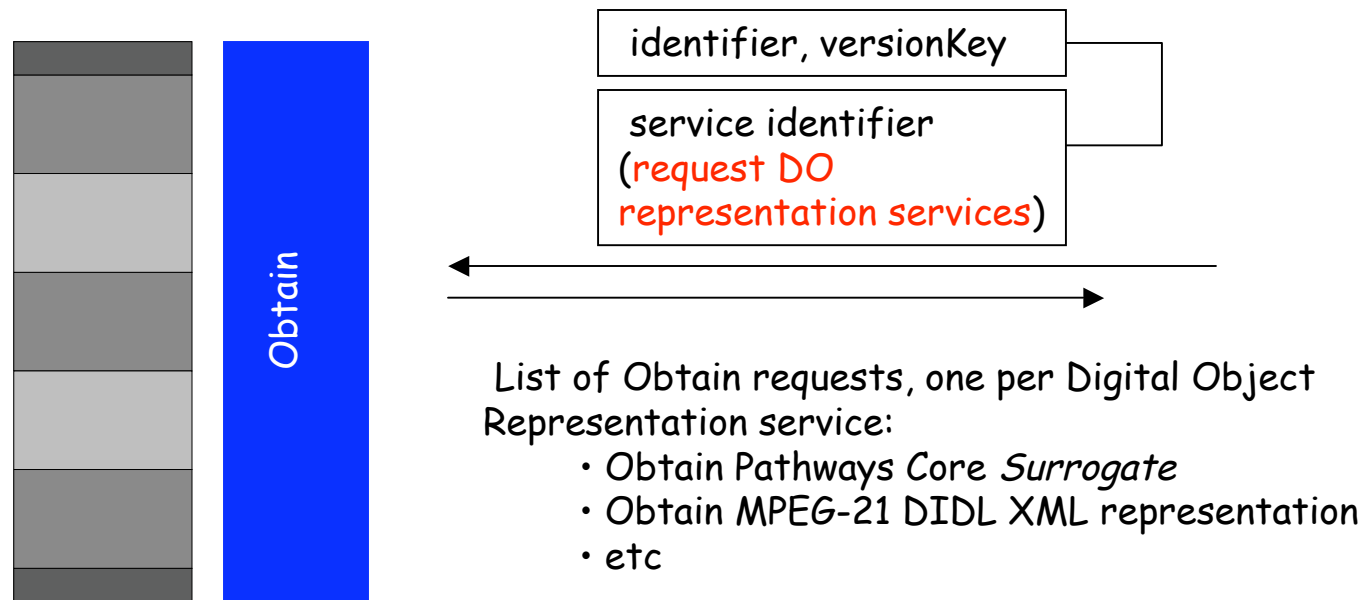 identifier, versionKey
service identifier
(request DO
representation services)
Obtain
List of Obtain requests, one per Digital Object
Representation service:
• Obtain Pathways Core Surrogate
• Obtain MPEG-21 DIDL XML representation
• etc